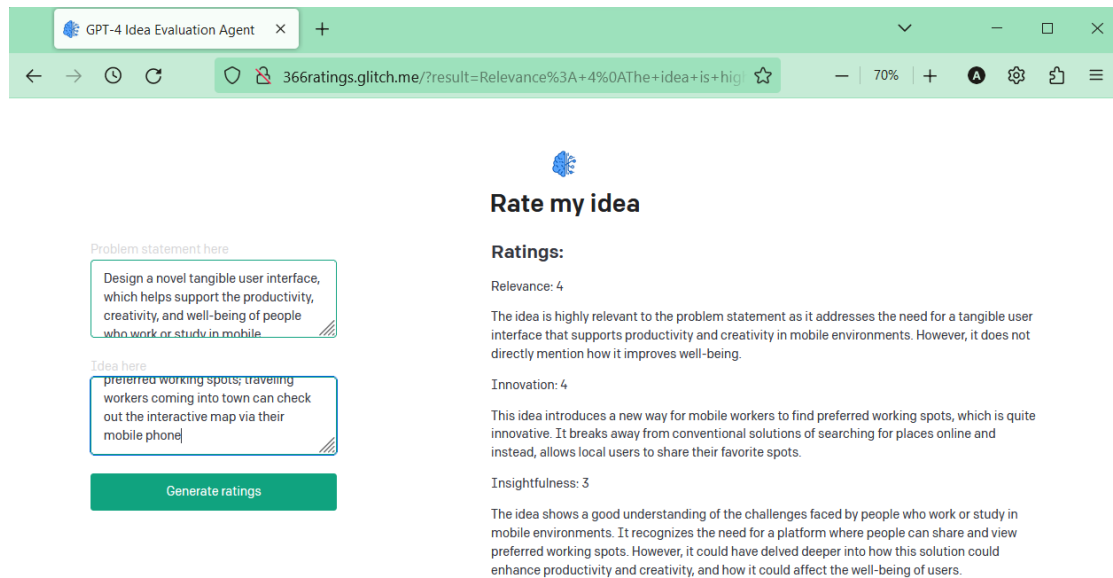 GPT-4 Idea Evaluation Agent
366ratings.glitch.me/?result=Relevance%3A+4%0AThe+idea+is+hig
70%
A
Rate my idea
Problem statement here
Design a novel tangible user interface,
which helps support the productivity,
creativity, and well-being of people
who work or study in mobile
Idea here
preferred working spots; traveling
workers coming into town can check
out the interactive map via their
mobile phone
Generate ratings
Ratings:
Relevance: 4
The idea is highly relevant to the problem statement as it addresses the need for a tangible user
interface that supports productivity and creativity in mobile environments. However, it does not
directly mention how it improves well-being.
Innovation: 4
This idea introduces a new way for mobile workers to find preferred working spots, which is quite
innovative. It breaks away from conventional solutions of searching for places online and
instead, allows local users to share their favorite spots.
Insightfulness: 3
The idea shows a good understanding of the challenges faced by people who work or study in
mobile environments. It recognizes the need for a platform where people can share and view
preferred working spots. However, it could have delved deeper into how this solution could
enhance productivity and creativity, and how it could affect the well-being of users.